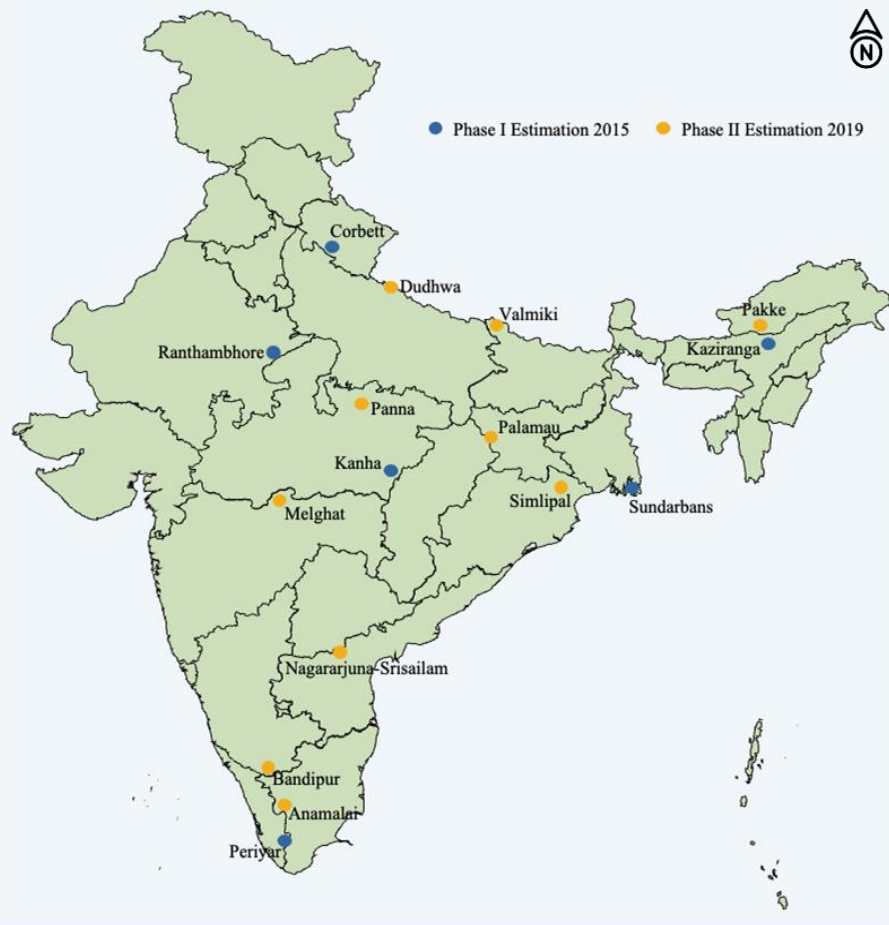 N
Phase I Estimation 2015
Phase II Estimation 2019
Corbett
Dudhwa
Valmiki
Pakke
Kaziranga
Ranthambhore
Panna
Palamau
Kanha
Simlipal
Sundarbans
Melghat
Nagararjuna-Srisailam
Bandipur
Anamalai
Periyar